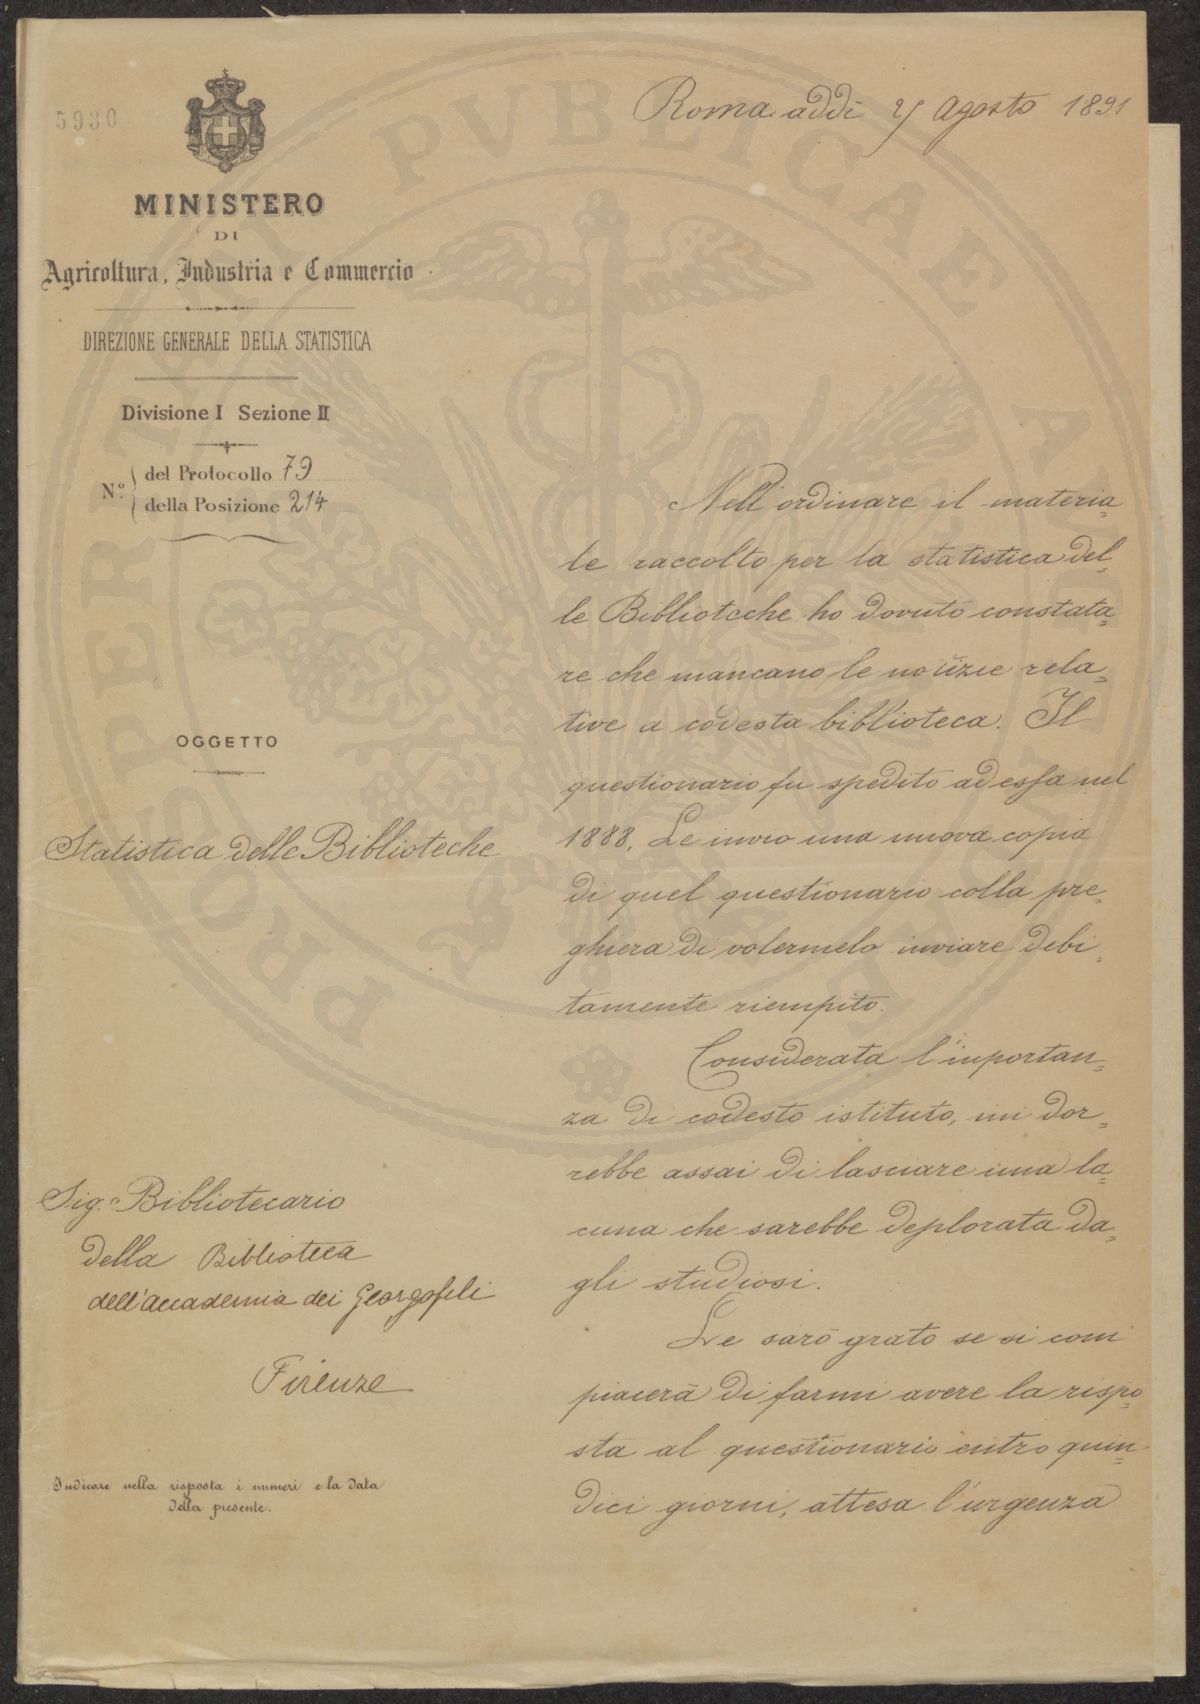 5930
MINISTERO
DI
Agricoltura, Industria e Commercio
DIREZIONE GENERALE DELLA STATISTICA
Divisione I Sezione II
N.º del Protocollo 79
della Posizione 214
OGGETTO
Statistica delle Biblioteche
Sig. Bibliotecario
della Biblioteca
dell'Accademia dei Georgofili
Firenze
Indicare nella risposta i numeri e la data
della presente.
Roma addì Agosto 1891
Nell'ordinare il materia=
le raccolto per la statistica del=
le Biblioteche ho dovuto constata=
re che mancano le notizie rela=
tive a codesta biblioteca. Il
questionario fu spedito ad essa nel
1888. Le invio una nuova copia
di quel questionario colla pre=
ghiera di volermelo inviare debi=
tamente riempito.
Considerata l'inportan=
za di codesto istituto, mi dor=
rebbe assai di lasciare una la=
cuna che sarebbe deplorata da=
gli studiosi.
Le sarò grato se si com
piacerà di farmi avere la rispo=
sta al questionario entro quin=
dici giorni, attesa l'urgenza
PROSPERITATI PVBLICAE AVGENDAE